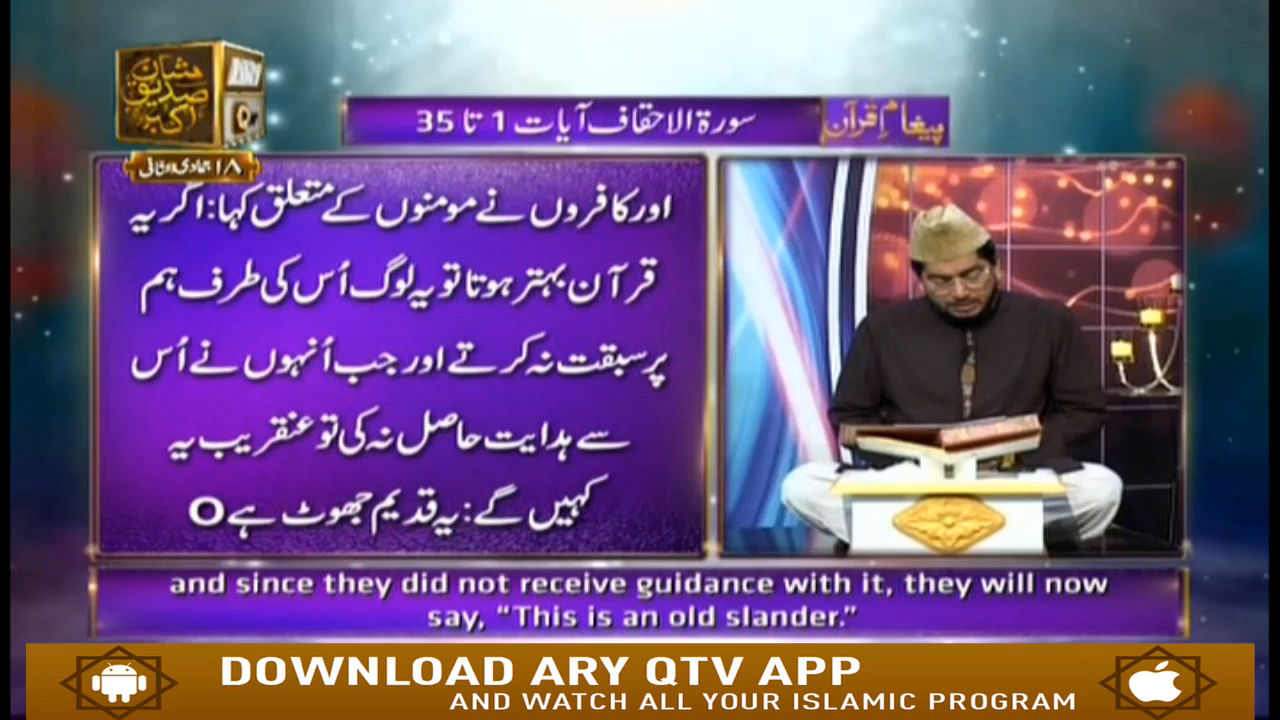 شان
صدیق
اکبر
ARY
۱۸ جمادی الثانی
پیغامِ قرآن
سورۃ الاحقاف آیات 1 تا 35
اور کافروں نے مومنوں کے متعلق کہا: اگر یہ
قرآن بہتر ہوتا تو یہ لوگ اُس کی طرف ہم
پر سبقت نہ کرتے اور جب اُنہوں نے اُس
سے ہدایت حاصل نہ کی تو عنقریب یہ
کہیں گے: یہ قدیم جھوٹ ہے O
and since they did not receive guidance with it, they will now
say, “This is an old slander.”
DOWNLOAD ARY QTV APP
AND WATCH ALL YOUR ISLAMIC PROGRAM